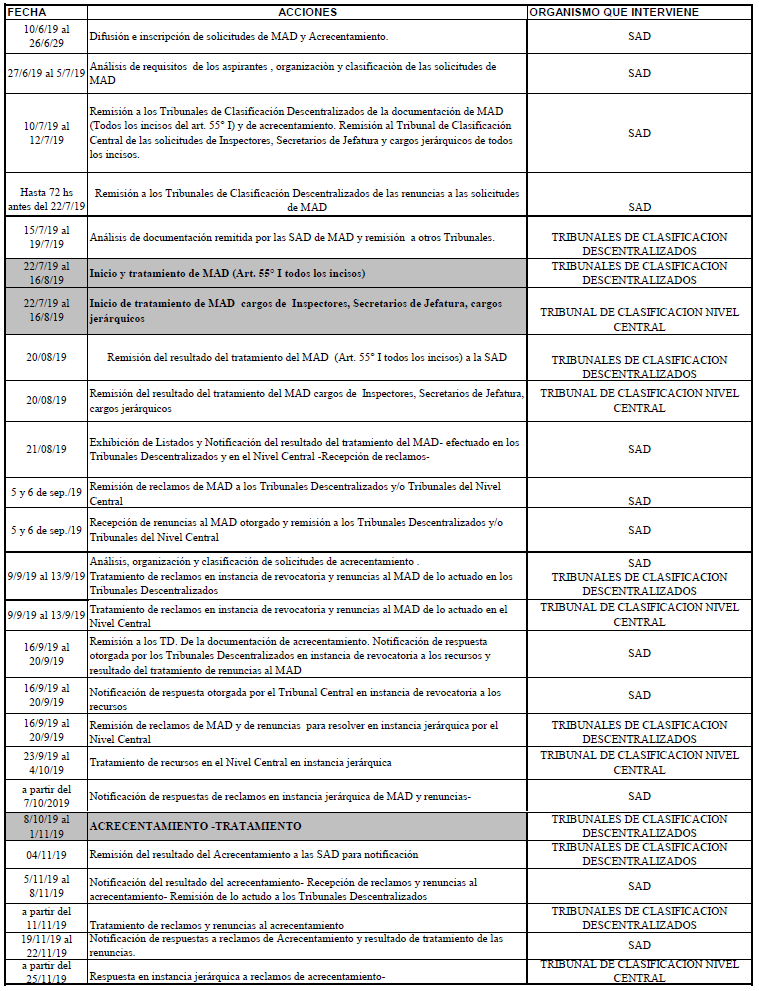 FECHA ACCIONES ORGANISMO QUE INTERVIENE
10/6/19 al
26/6/29
Difusión e inscripción de solicitudes de MAD y Acrecentamiento.
SAD
27/6/19 al 5/7/19
Análisis de requisitos de los aspirantes , organizaciòn y clasificaciòn de las solicitudes de
MAD
SAD
10/7/19 al
12/7/19
Remisión a los Tribunales de Clasificación Descentralizados de la documentación de MAD
(Todos los incisos del art. 55° I) y de acrecentamiento. Remisión al Tribunal de Clasificación
Central de las solicitudes de Inspectores, Secretarios de Jefatura y cargos jerárquicos de todos
los incisos.
SAD
Hasta 72 hs
antes del 22/7/19
Remisión a los Tribunales de Clasificación Descentralizados de las renuncias a las solicitudes
de MAD
SAD
15/7/19 al
19/7/19
Análisis de documentación remitida por las SAD de MAD y remisión a otros Tribunales.
TRIBUNALES DE CLASIFICACION
DESCENTRALIZADOS
22/7/19 al
16/8/19
Inicio y tratamiento de MAD (Art. 55° I todos los incisos)
TRIBUNALES DE CLASIFICACION
DESCENTRALIZADOS
22/7/19 al
16/8/19
Inicio de tratamiento de MAD cargos de Inspectores, Secretarios de Jefatura, cargos
jerárquicos
TRIBUNAL DE CLASIFICACION NIVEL
CENTRAL
20/08/19
Remisión del resultado del tratamiento del MAD (Art. 55° I todos los incisos) a la SAD
TRIBUNALES DE CLASIFICACION
DESCENTRALIZADOS
20/08/19
Remisión del resultado del tratamiento del MAD cargos de Inspectores, Secretarios de Jefatura,
cargos jerárquicos
TRIBUNAL DE CLASIFICACION NIVEL
CENTRAL
21/08/19
Exhibición de Listados y Notificación del resultado del tratamiento del MAD- efectuado en los
Tribunales Descentralizados y en el Nivel Central -Recepción de reclamos-
SAD
5 y 6 de sep./19
Remisión de reclamos de MAD a los Tribunales Descentralizados y/o Tribunales del Nivel
Central
SAD
5 y 6 de sep./19
Recepción de renuncias al MAD otorgado y remisión a los Tribunales Descentralizados y/o
Tribunales del Nivel Central
SAD
9/9/19 al 13/9/19
Análisis, organización y clasificación de solicitudes de acrecentamiento .
Tratamiento de reclamos en instancia de revocatoria y renuncias al MAD de lo actuado en los
Tribunales Descentralizados
SAD
TRIBUNALES DE CLASIFICACION
DESCENTRALIZADOS
9/9/19 al 13/9/19
Tratamiento de reclamos en instancia de revocatoria y renuncias al MAD de lo actuado en el
Nivel Central
TRIBUNAL DE CLASIFICACION NIVEL
CENTRAL
16/9/19 al
20/9/19
Remisión a los TD. De la documentación de acrecentamiento. Notificación de respuesta
otorgada por los Tribunales Descentralizados en instancia de revocatoria a los recursos y
resultado del tratamiento de renuncias al MAD
SAD
16/9/19 al
20/9/19
Notificación de respuesta otorgada por el Tribunal Central en instancia de revocatoria a los
recursos
SAD
16/9/19 al
20/9/19
Remisión de reclamos de MAD y de renuncias para resolver en instancia jerárquica por el
Nivel Central
TRIBUNALES DE CLASIFICACION
DESCENTRALIZADOS
23/9/19 al
4/10/19
Tratamiento de recursos en el Nivel Central en instancia jerárquica
TRIBUNAL DE CLASIFICACION NIVEL
CENTRAL
a partir del
7/10/2019
Notificación de respuestas de reclamos en instancia jerárquica de MAD y renuncias-
SAD
8/10/19 al
1/11/19
ACRECENTAMIENTO -TRATAMIENTO
TRIBUNALES DE CLASIFICACION
DESCENTRALIZADOS
04/11/19
Remisión del resultado del Acrecentamiento a las SAD para notificación
TRIBUNALES DE CLASIFICACION
DESCENTRALIZADOS
5/11/19 al
8/11/19
Notificación del resultado del acrecentamiento- Recepción de reclamos y renuncias al
acrecentamiento- Remisión de lo actudo a los Tribunales Descentralizados
SAD
a partir del
11/11/19
Tratamiento de reclamos y renuncias al acrecentamiento
TRIBUNALES DE CLASIFICACION
DESCENTRALIZADOS
19/11/19 al
22/11/19
Notificación de respuestas a reclamos de Acrecentamiento y resultado de tratamiento de las
renuncias.
SAD
a partir del
25/11/19
Respuesta en instancia jerárquica a reclamos de acrecentamiento-
TRIBUNAL DE CLASIFICACION NIVEL
CENTRAL